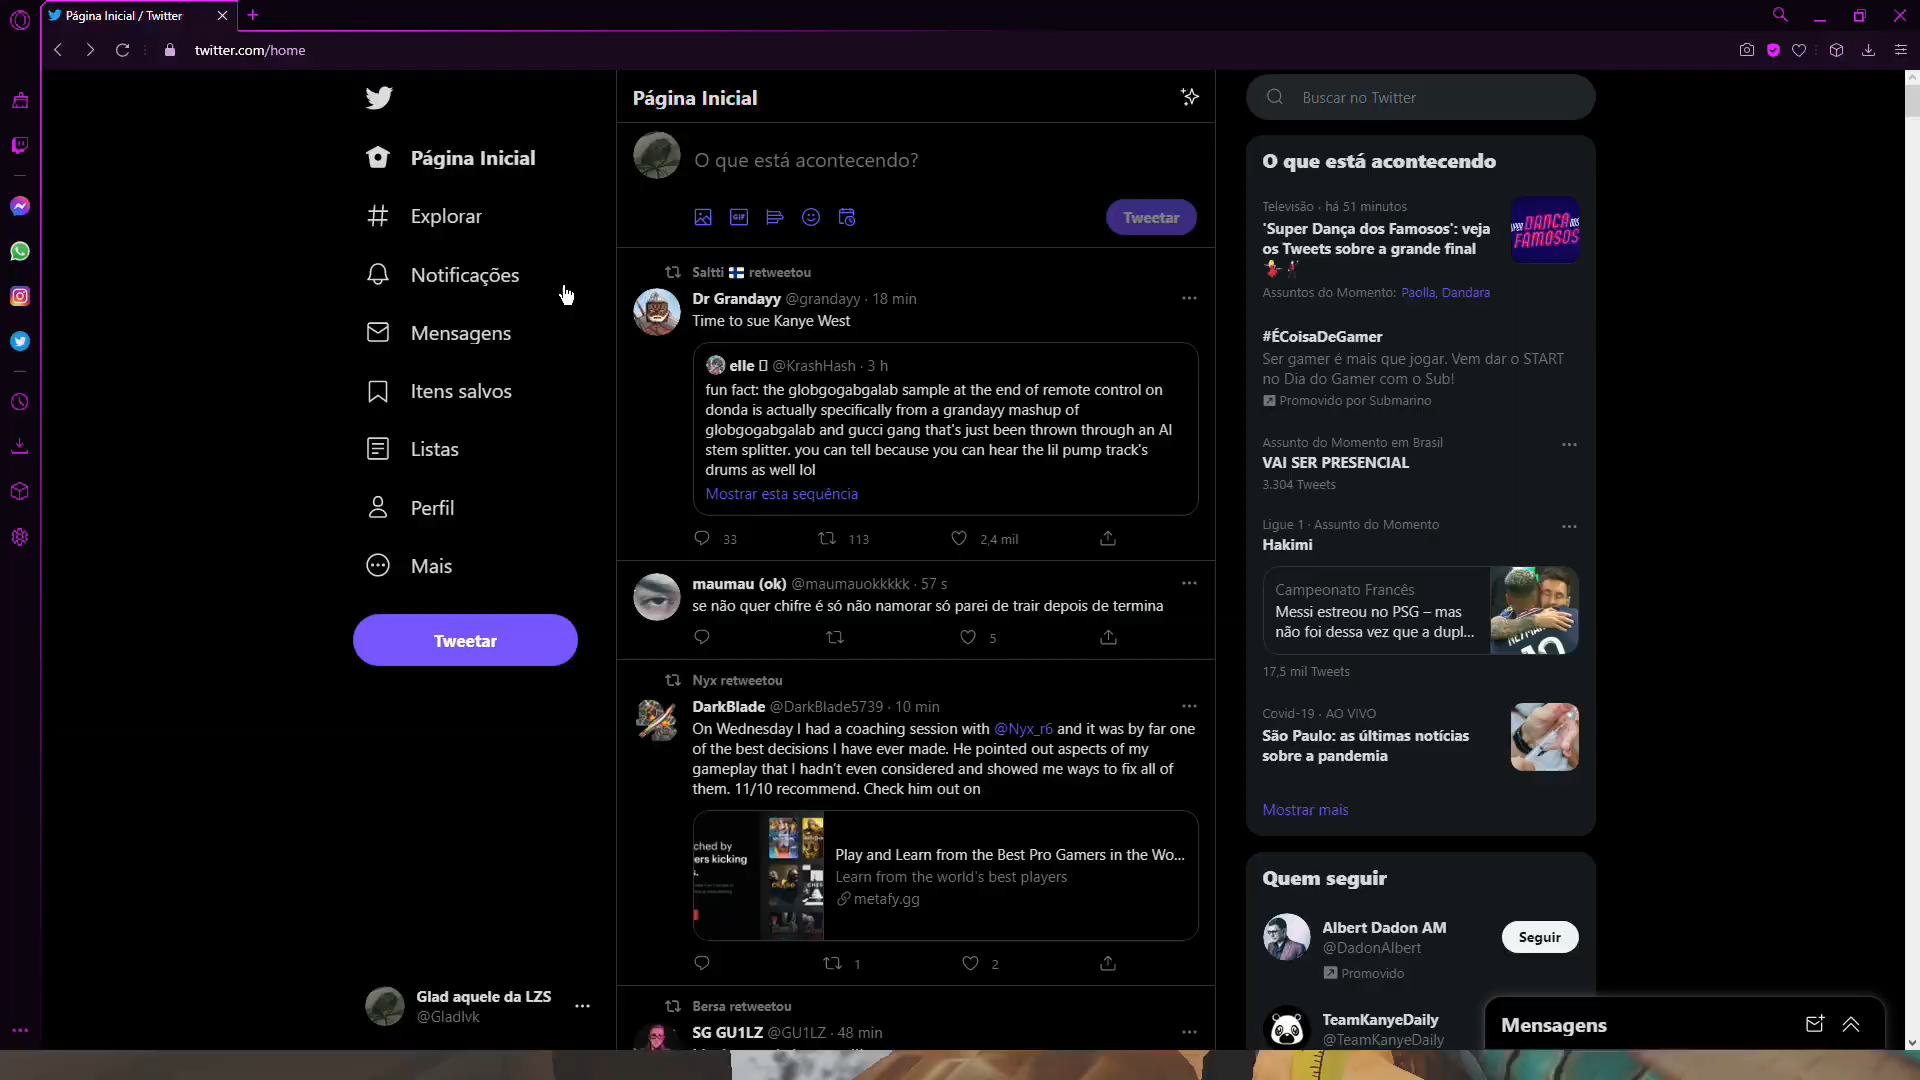 Página Inicial / Twitter
twitter.com/home
Página Inicial
Explorar
Notificações
Mensagens
Itens salvos
Listas
Perfil
Mais
Tweetar
Glad aquele da LZS
@Gladlvk
Página Inicial
O que está acontecendo?
GIF
Tweetar
Saltti 🇫🇮 retweetou
Dr Grandayy @grandayy · 18 min
Time to sue Kanye West
elle ▯ @KrashHash · 3 h
fun fact: the globgogabgalab sample at the end of remote control on
donda is actually specifically from a grandayy mashup of
globgogabgalab and gucci gang that's just been thrown through an AI
stem splitter. you can tell because you can hear the lil pump track's
drums as well lol
Mostrar esta sequência
33 113 2,4 mil
maumau (ok) @maumauokkkkk · 57 s
se não quer chifre é só não namorar só parei de trair depois de termina
5
Nyx retweetou
DarkBlade @DarkBlade5739 · 10 min
On Wednesday I had a coaching session with @Nyx_r6 and it was by far one
of the best decisions I have ever made. He pointed out aspects of my
gameplay that I hadn't even considered and showed me ways to fix all of
them. 11/10 recommend. Check him out on
ched by
ers kicking
Play and Learn from the Best Pro Gamers in the Wo...
Learn from the world's best players
metafy.gg
1 2
Bersa retweetou
SG GU1LZ @GU1LZ · 48 min
Buscar no Twitter
O que está acontecendo
Televisão · há 51 minutos
'Super Dança dos Famosos': veja
os Tweets sobre a grande final
💃🕺
DANÇA DOS
FAMOSOS
Assuntos do Momento: Paolla, Dandara
#ÉCoisaDeGamer
Ser gamer é mais que jogar. Vem dar o START
no Dia do Gamer com o Sub!
Promovido por Submarino
Assunto do Momento em Brasil
VAI SER PRESENCIAL
3.304 Tweets
Ligue 1 · Assunto do Momento
Hakimi
Campeonato Francês
Messi estreou no PSG – mas
não foi dessa vez que a dupl...
17,5 mil Tweets
Covid-19 · AO VIVO
São Paulo: as últimas notícias
sobre a pandemia
Mostrar mais
Quem seguir
Albert Dadon AM
@DadonAlbert
Seguir
Promovido
TeamKanyeDaily
@TeamKanyeDaily
Mensagens